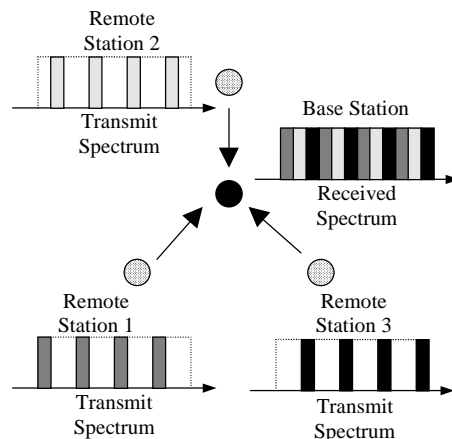 Remote
Station 2
Transmit
Spectrum
Base Station
Received
Spectrum
Remote
Station 1
Transmit
Spectrum
Remote
Station 3
Transmit
Spectrum